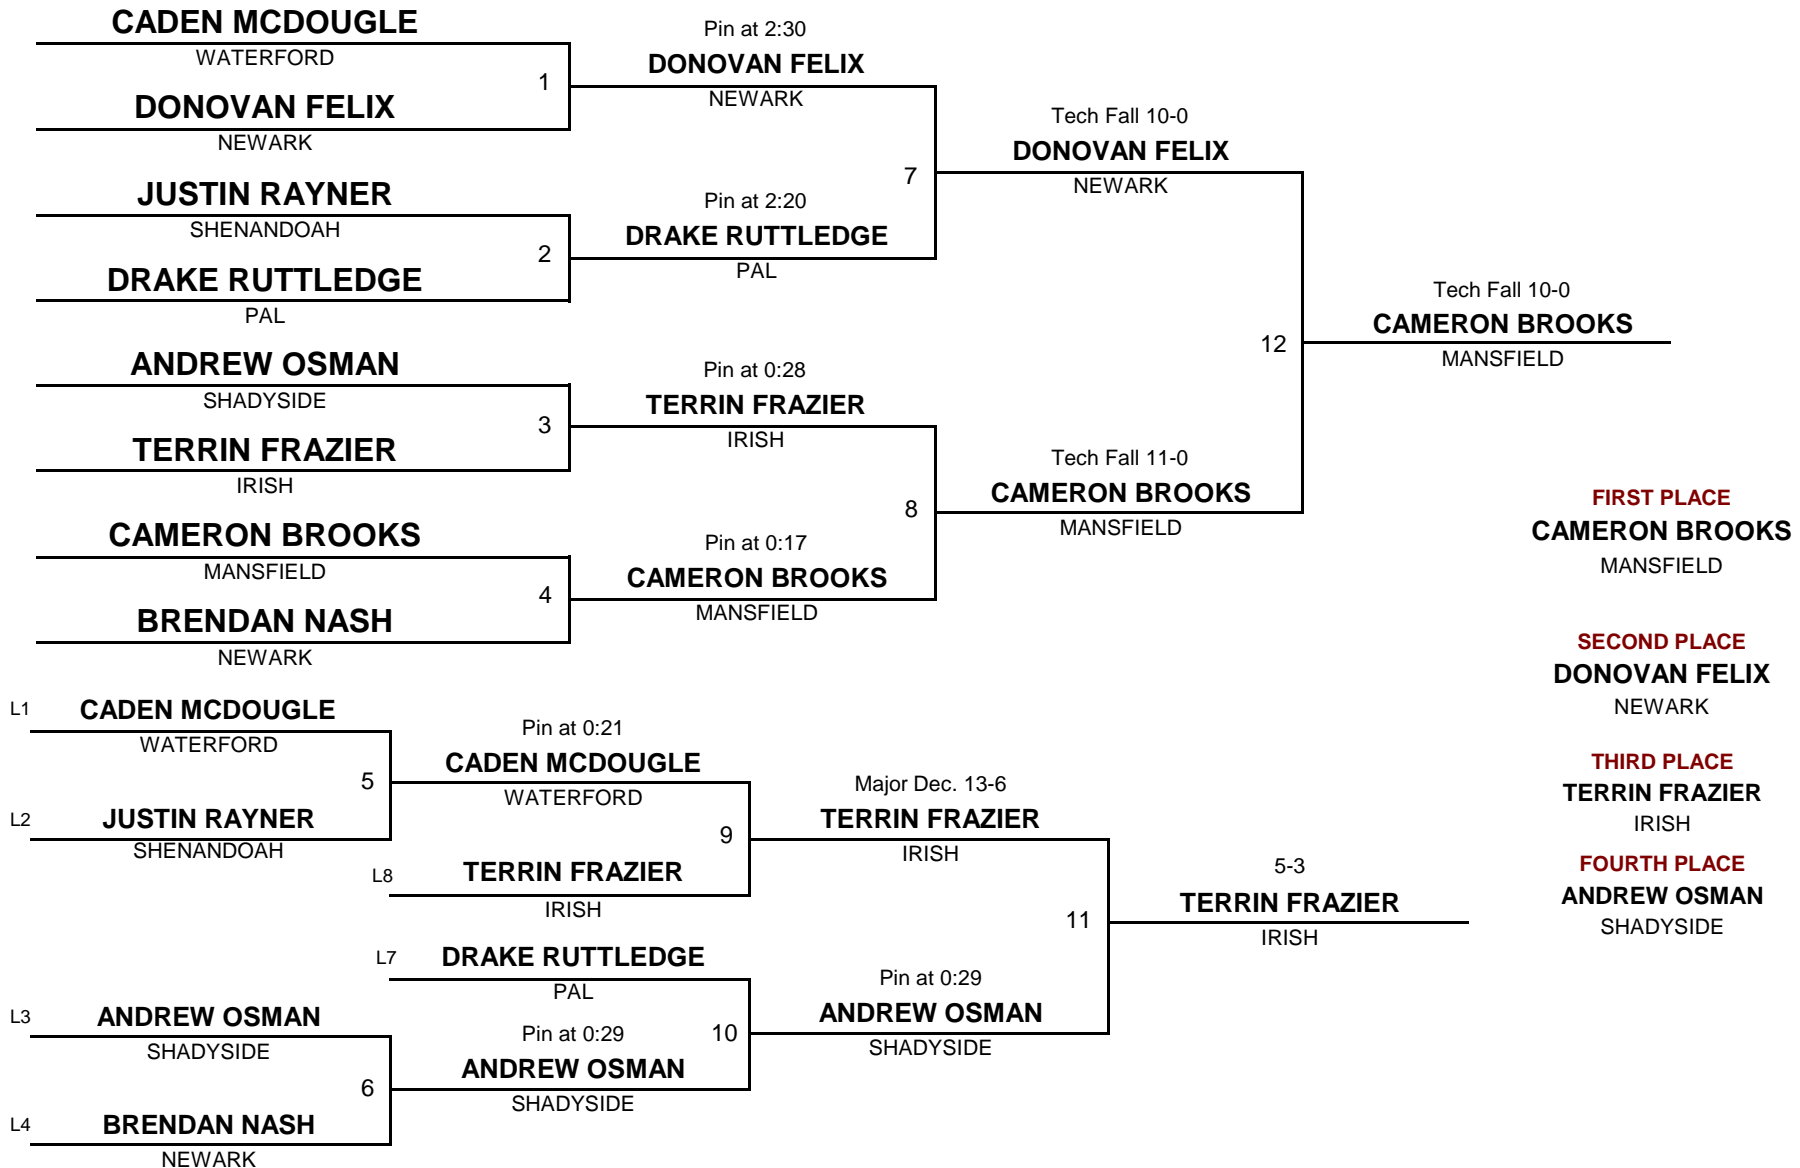 CADEN MCDOUGLE
WATERFORD
1
DONOVAN FELIX
NEWARK
JUSTIN RAYNER
SHENANDOAH
2
DRAKE RUTTLEDGE
PAL
ANDREW OSMAN
SHADYSIDE
3
TERRIN FRAZIER
IRISH
CAMERON BROOKS
MANSFIELD
4
BRENDAN NASH
NEWARK
Pin at 2:30
DONOVAN FELIX
NEWARK
7
Pin at 2:20
DRAKE RUTTLEDGE
PAL
Pin at 0:28
TERRIN FRAZIER
IRISH
8
Pin at 0:17
CAMERON BROOKS
MANSFIELD
Tech Fall 10-0
DONOVAN FELIX
NEWARK
12
Tech Fall 11-0
CAMERON BROOKS
MANSFIELD
Tech Fall 10-0
CAMERON BROOKS
MANSFIELD
FIRST PLACE
CAMERON BROOKS
MANSFIELD
SECOND PLACE
DONOVAN FELIX
NEWARK
THIRD PLACE
TERRIN FRAZIER
IRISH
FOURTH PLACE
ANDREW OSMAN
SHADYSIDE
L1 CADEN MCDOUGLE
WATERFORD
5
L2 JUSTIN RAYNER
SHENANDOAH
L3 ANDREW OSMAN
SHADYSIDE
6
L4 BRENDAN NASH
NEWARK
Pin at 0:21
CADEN MCDOUGLE
WATERFORD
9
L8 TERRIN FRAZIER
IRISH
L7 DRAKE RUTTLEDGE
PAL
10
Pin at 0:29
ANDREW OSMAN
SHADYSIDE
Major Dec. 13-6
TERRIN FRAZIER
IRISH
11
Pin at 0:29
ANDREW OSMAN
SHADYSIDE
5-3
TERRIN FRAZIER
IRISH